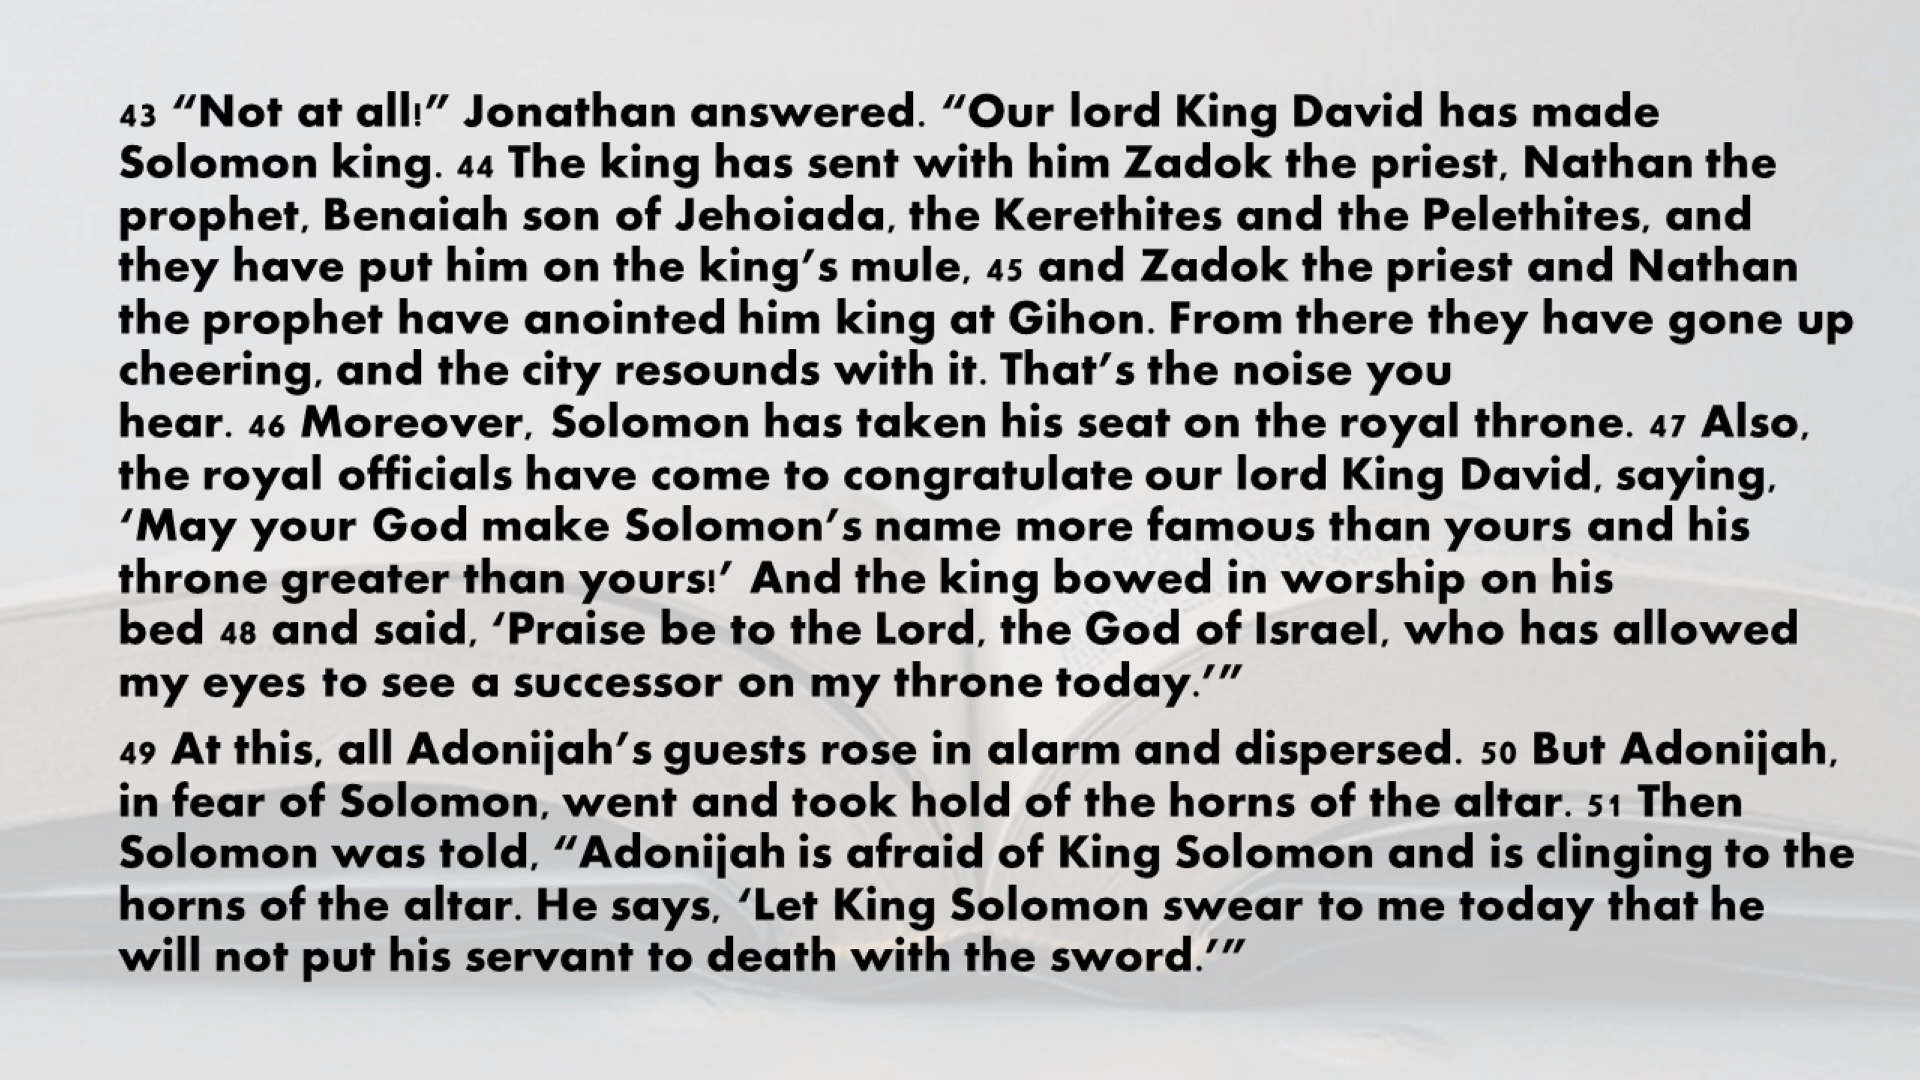 43 “Not at all!” Jonathan answered. “Our lord King David has made
Solomon king. 44 The king has sent with him Zadok the priest, Nathan the
prophet, Benaiah son of Jehoiada, the Kerethites and the Pelethites, and
they have put him on the king’s mule, 45 and Zadok the priest and Nathan
the prophet have anointed him king at Gihon. From there they have gone up
cheering, and the city resounds with it. That’s the noise you
hear. 46 Moreover, Solomon has taken his seat on the royal throne. 47 Also,
the royal officials have come to congratulate our lord King David, saying,
‘May your God make Solomon’s name more famous than yours and his
throne greater than yours!’ And the king bowed in worship on his
bed 48 and said, ‘Praise be to the Lord, the God of Israel, who has allowed
my eyes to see a successor on my throne today.’”
49 At this, all Adonijah’s guests rose in alarm and dispersed. 50 But Adonijah,
in fear of Solomon, went and took hold of the horns of the altar. 51 Then
Solomon was told, “Adonijah is afraid of King Solomon and is clinging to the
horns of the altar. He says, ‘Let King Solomon swear to me today that he
will not put his servant to death with the sword.’”